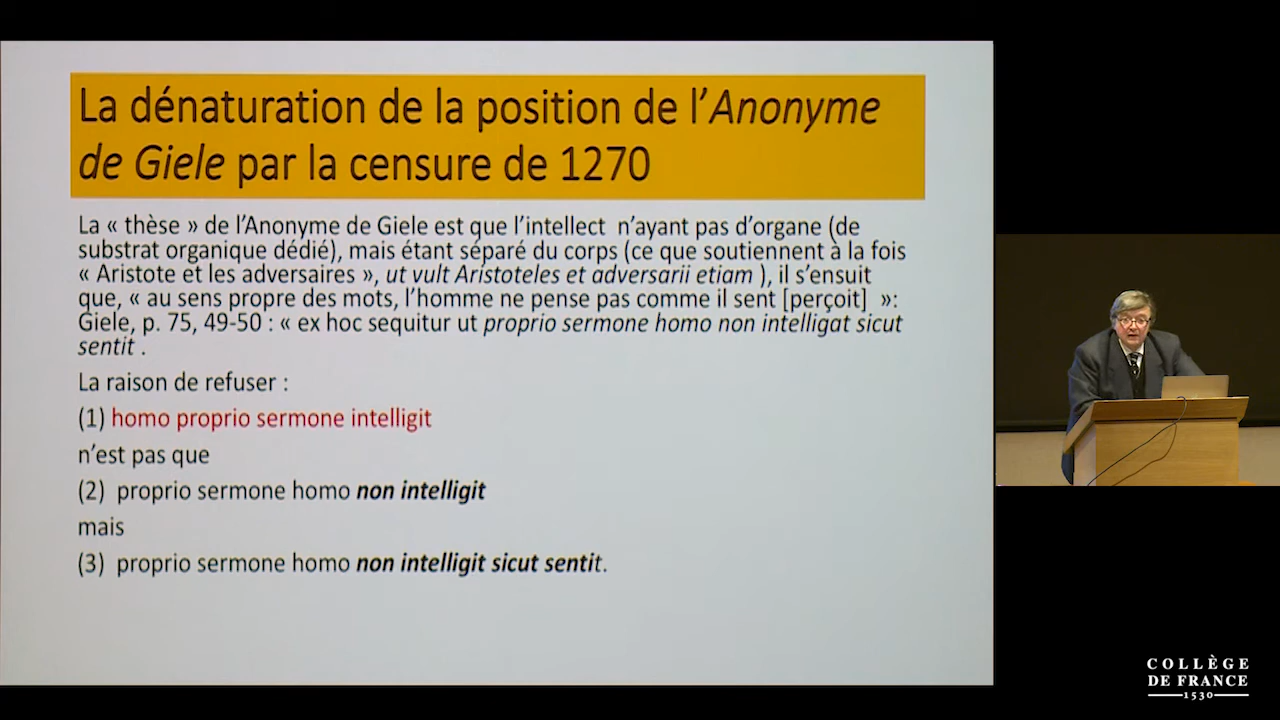 La dénaturation de la position de l’Anonyme
de Giele par la censure de 1270
La « thèse » de l’Anonyme de Giele est que l’intellect n’ayant pas d’organe (de
substrat organique dédié), mais étant séparé du corps (ce que soutiennent à la fois
« Aristote et les adversaires », ut vult Aristoteles et adversarii etiam ), il s’ensuit
que, « au sens propre des mots, l’homme ne pense pas comme il sent [perçoit] »:
Giele, p. 75, 49-50 : « ex hoc sequitur ut proprio sermone homo non intelligat sicut
sentit .
La raison de refuser :
(1) homo proprio sermone intelligit
n’est pas que
(2) proprio sermone homo non intelligit
mais
(3) proprio sermone homo non intelligit sicut sentit.
COLLÈGE
DE FRANCE
1530